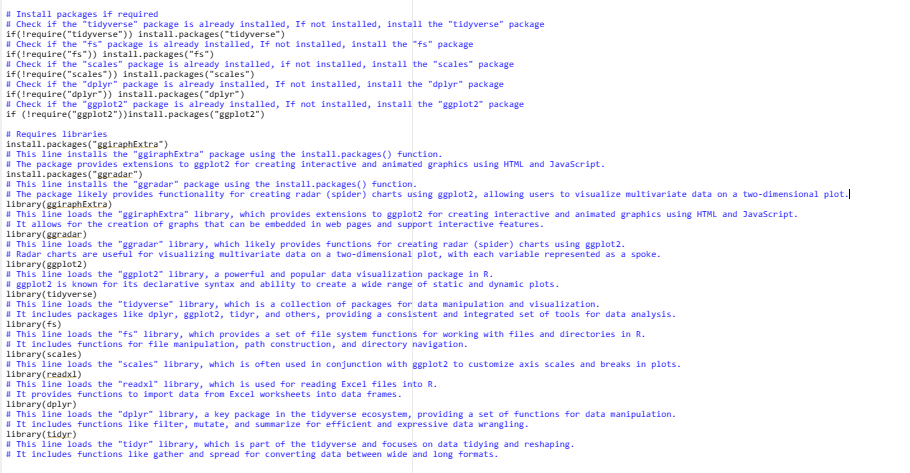 # Install packages if required
# Check if the "tidyverse" package is already installed, If not installed, install the "tidyverse" package
if(!require("tidyverse")) install.packages("tidyverse")
# Check if the "fs" package is already installed, If not installed, install the "fs" package
if(!require("fs")) install.packages("fs")
# Check if the "scales" package is already installed, if not installed, install the "scales" package
if(!require("scales")) install.packages("scales")
# Check if the "dplyr" package is already installed, If not installed, install the "dplyr" package
if(!require("dplyr")) install.packages("dplyr")
# Check if the "ggplot2" package is already installed, If not installed, install the "ggplot2" package
if (!require("ggplot2"))install.packages("ggplot2")
# Requires libraries
install.packages("ggiraphExtra")
# This line installs the "ggiraphExtra" package using the install.packages() function.
# The package provides extensions to ggplot2 for creating interactive and animated graphics using HTML and JavaScript.
install.packages("ggradar")
# This line installs the "ggradar" package using the install.packages() function.
# The package likely provides functionality for creating radar (spider) charts using ggplot2, allowing users to visualize multivariate data on a two-dimensional plot.
library(ggiraphExtra)
# This line loads the "ggiraphExtra" library, which provides extensions to ggplot2 for creating interactive and animated graphics using HTML and JavaScript.
# It allows for the creation of graphs that can be embedded in web pages and support interactive features.
library(ggradar)
# This line loads the "ggradar" library, which likely provides functions for creating radar (spider) charts using ggplot2.
# Radar charts are useful for visualizing multivariate data on a two-dimensional plot, with each variable represented as a spoke.
library(ggplot2)
# This line loads the "ggplot2" library, a powerful and popular data visualization package in R.
# ggplot2 is known for its declarative syntax and ability to create a wide range of static and dynamic plots.
library(tidyverse)
# This line loads the "tidyverse" library, which is a collection of packages for data manipulation and visualization.
# It includes packages like dplyr, ggplot2, tidyr, and others, providing a consistent and integrated set of tools for data analysis.
library(fs)
# This line loads the "fs" library, which provides a set of file system functions for working with files and directories in R.
# It includes functions for file manipulation, path construction, and directory navigation.
library(scales)
# This line loads the "scales" library, which is often used in conjunction with ggplot2 to customize axis scales and breaks in plots.
library(readxl)
# This line loads the "readxl" library, which is used for reading Excel files into R.
# It provides functions to import data from Excel worksheets into data frames.
library(dplyr)
# This line loads the "dplyr" library, a key package in the tidyverse ecosystem, providing a set of functions for data manipulation.
# It includes functions like filter, mutate, and summarize for efficient and expressive data wrangling.
library(tidyr)
# This line loads the "tidyr" library, which is part of the tidyverse and focuses on data tidying and reshaping.
# It includes functions like gather and spread for converting data between wide and long formats.